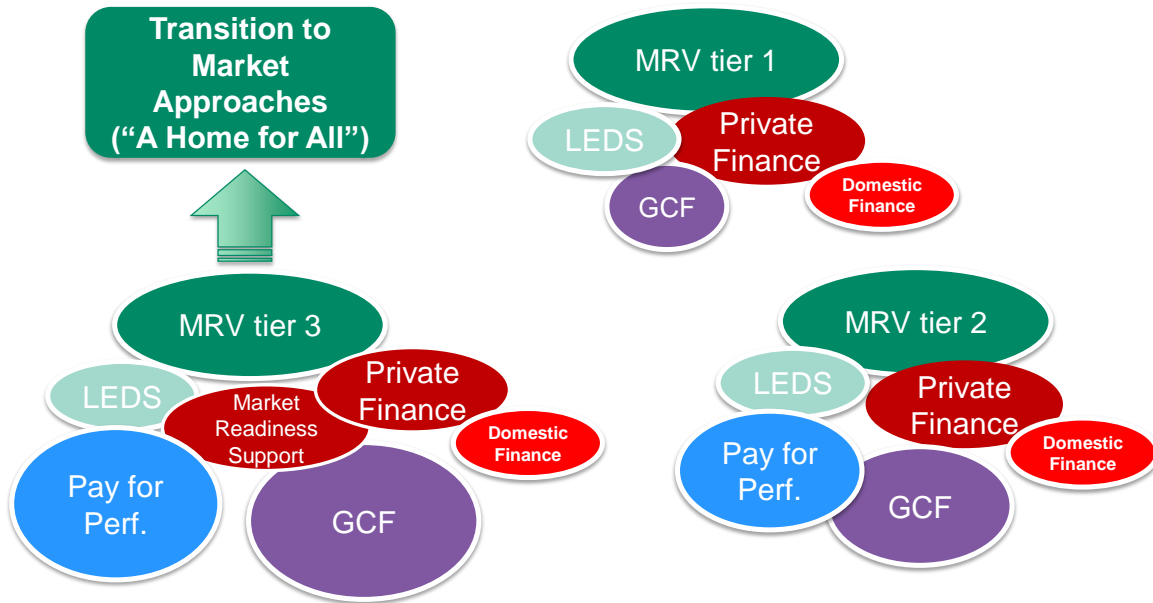 Transition to
Market
Approaches
(“A Home for All”)
MRV tier 1
LEDS
Private
Finance
GCF
Domestic
Finance
MRV tier 3
LEDS
Market
Readiness
Support
Private
Finance
Domestic
Finance
Pay for
Perf.
GCF
MRV tier 2
LEDS
Private
Finance
Domestic
Finance
Pay for
Perf.
GCF